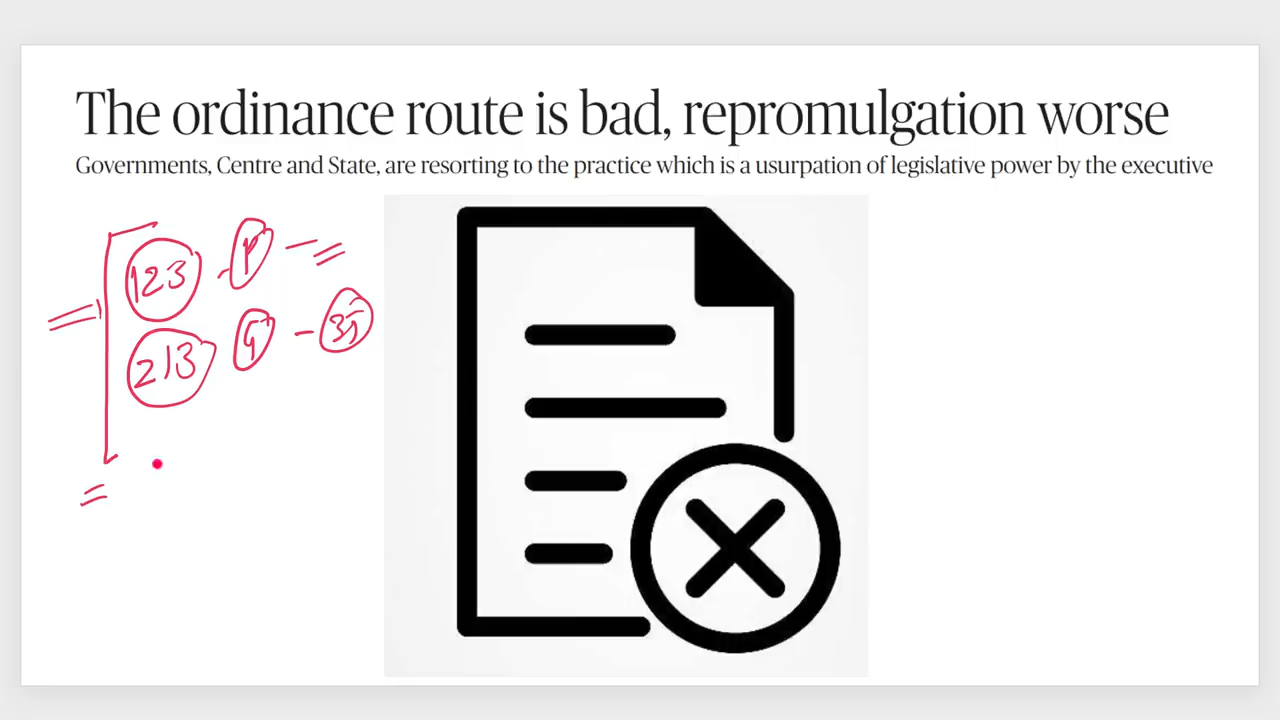 The ordinance route is bad, repromulgation worse
Governments, Centre and State, are resorting to the practice which is a usurpation of legislative power by the executive
123 - P - =
213 G -